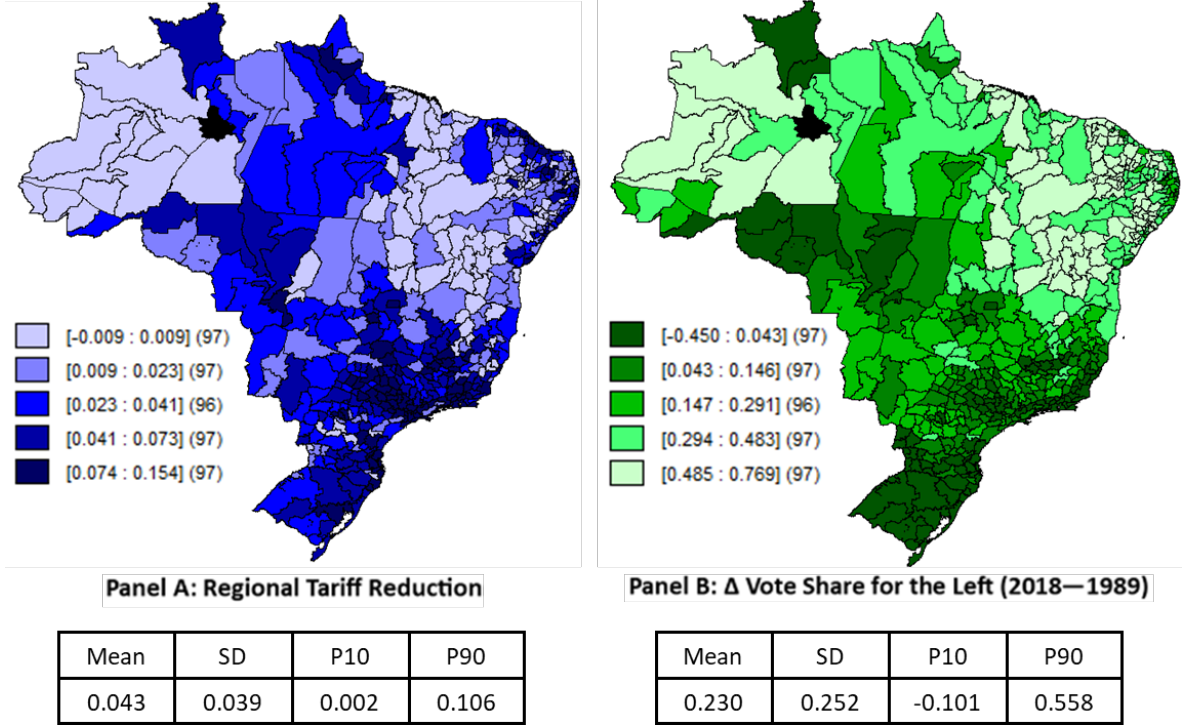 [-0.009 : 0.009] (97)
[0.009 : 0.023] (97)
[0.023 : 0.041] (96)
[0.041 : 0.073] (97)
[0.074 : 0.154] (97)
Panel A: Regional Tariff Reduction
Mean SD P10 P90
0.043 0.039 0.002 0.106
[-0.450 : 0.043] (97)
[0.043 : 0.146] (97)
[0.147 : 0.291] (96)
[0.294 : 0.483] (97)
[0.485 : 0.769] (97)
Panel B: Δ Vote Share for the Left (2018—1989)
Mean SD P10 P90
0.230 0.252 -0.101 0.558